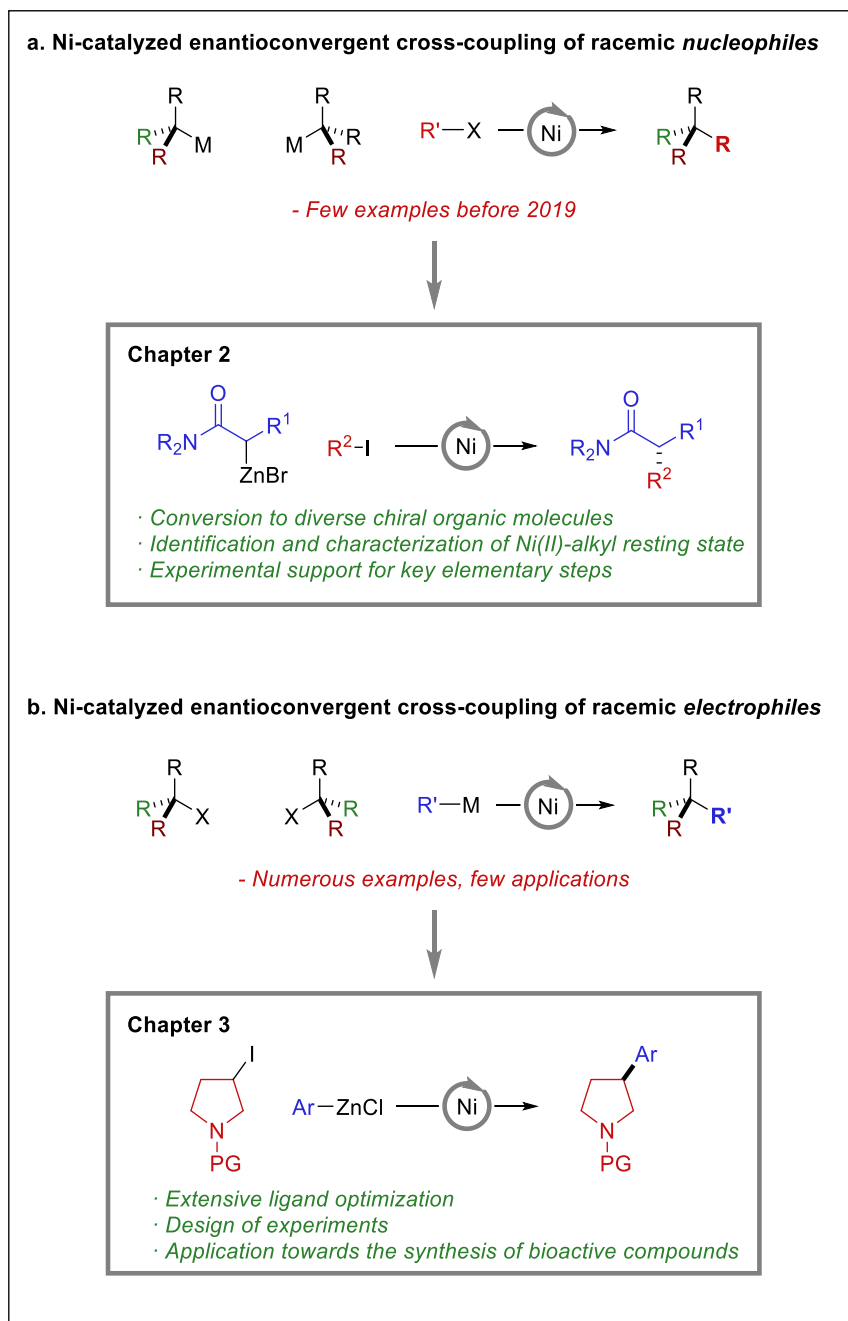 a. Ni-catalyzed enantioconvergent cross-coupling of racemic nucleophiles
R R
R M M R R'—X Ni R R
R R R
- Few examples before 2019
Chapter 2
O O
R2N R1 R2—I Ni R2N R1
ZnBr R2
· Conversion to diverse chiral organic molecules
· Identification and characterization of Ni(II)-alkyl resting state
· Experimental support for key elementary steps
b. Ni-catalyzed enantioconvergent cross-coupling of racemic electrophiles
R R R
R X X R R'—M Ni R R'
R R R
- Numerous examples, few applications
Chapter 3
I Ar
Ar—ZnCl Ni
N N
PG PG
· Extensive ligand optimization
· Design of experiments
· Application towards the synthesis of bioactive compounds